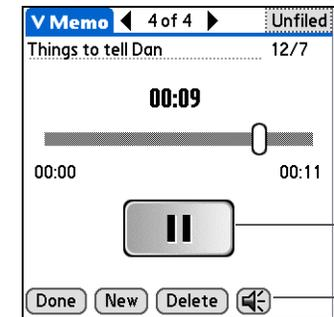 V Memo 4 of 4 Unfiled
Things to tell Dan 12/7
00:09
00:00 00:11
Done New Delete